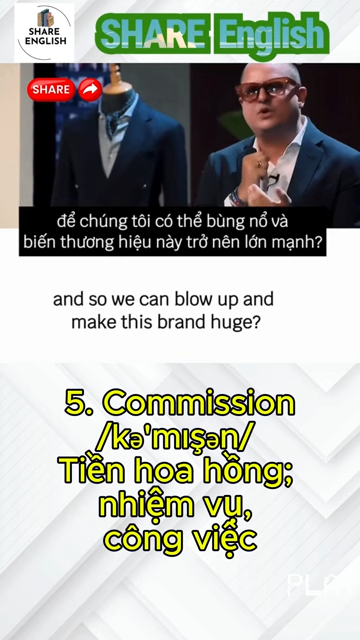 SHARE
ENGLISH
SHARE English
SHARE
để chúng tôi có thể bùng nổ và
biến thương hiệu này trở nên lớn mạnh?
and so we can blow up and
make this brand huge?
5. Commission
/kə'mɪʂən/
Tiền hoa hồng;
nhiệm vụ,
công việc